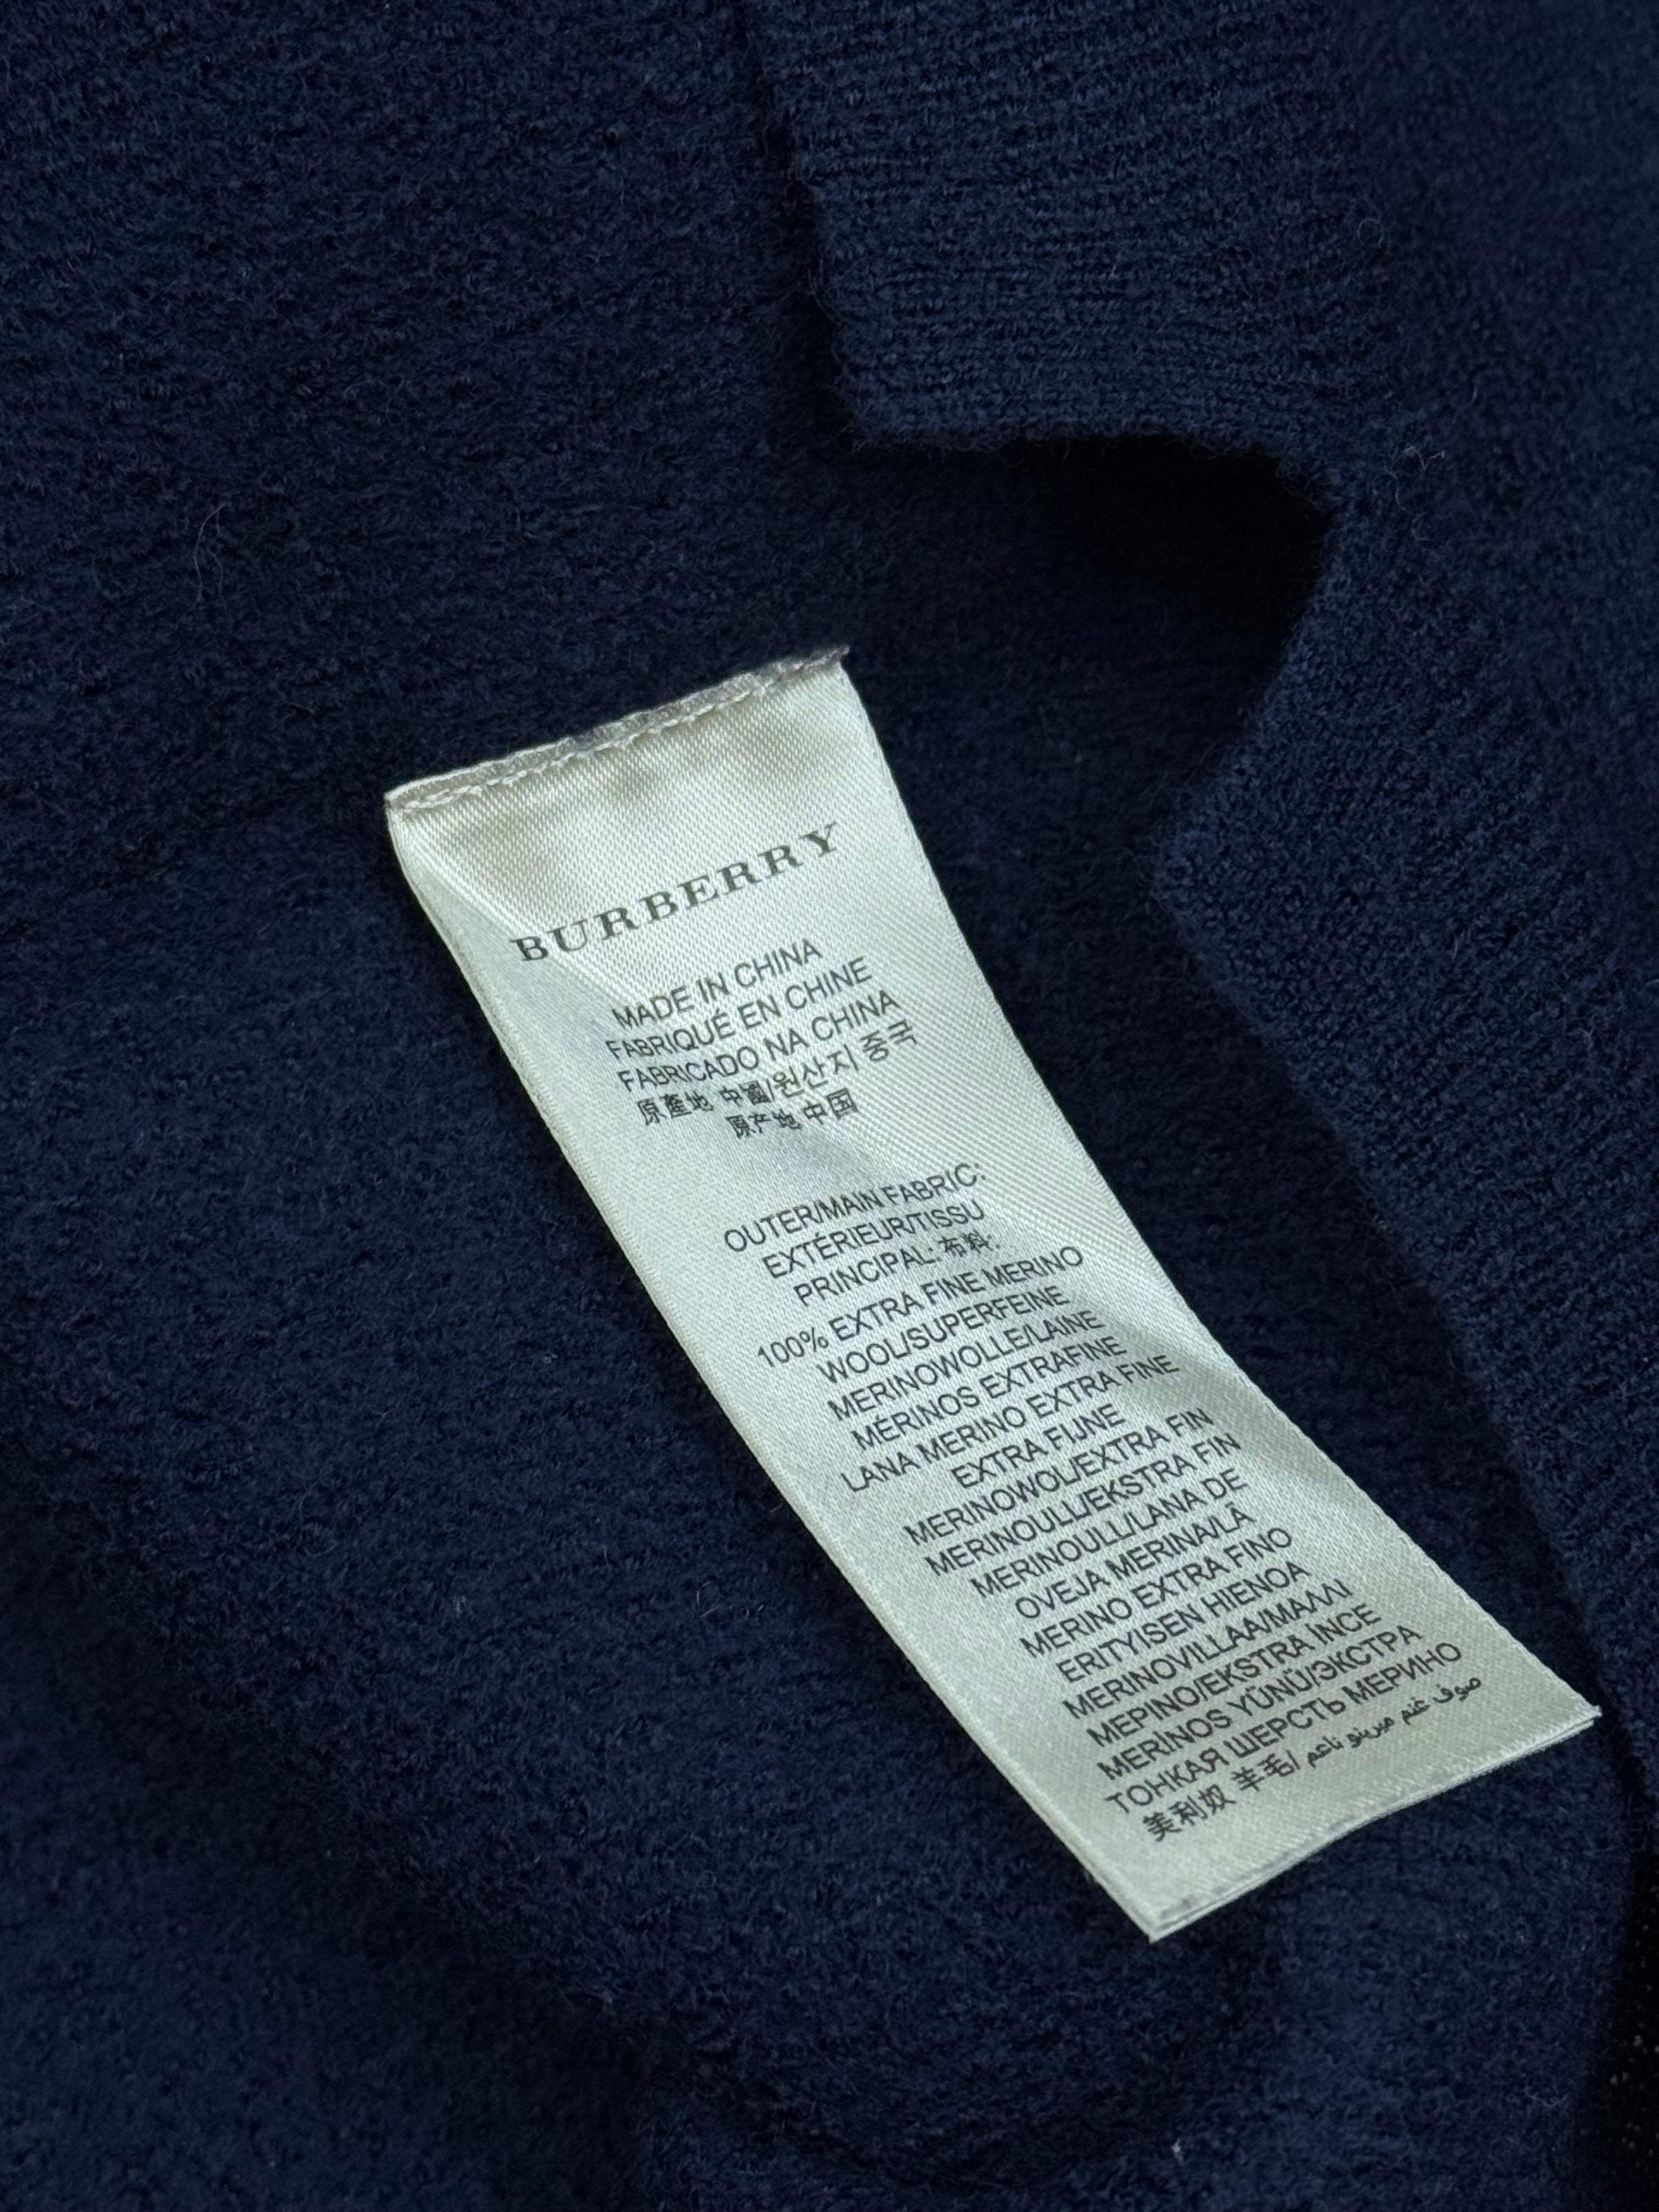 BURBERRY
MADE IN CHINA
FABRIQUÉ EN CHINE
FABRICADO NA CHINA
原產地 中國/원산지 중국
原产地 中国
OUTER/MAIN FABRIC:
EXTÉRIEUR/TISSU
PRINCIPAL: 布料:
100% EXTRA FINE MERINO
WOOL/SUPERFEINE
MERINOWOLLE/LAINE
MÉRINOS EXTRAFINE
LANA MERINO EXTRA FINE
EXTRA FIJNE
MERINOWOL/EXTRA FIN
MERINOULL/EKSTRA FIN
MERINOULL/LANA DE
OVEJA MERINA/LÃ
MERINO EXTRA FINO
ERITYISEN HIENOA
MERINOVILLAA/ΜΑΛΛΙ
ΜΕΡΙΝΟ/EKSTRA İNCE
MERİNOS YÜNÜ/ЭКСТРА
ТОНКАЯ ШЕРСТЬ МЕРИНО
美利奴 羊毛/ صوف غنم مرينو ناعم